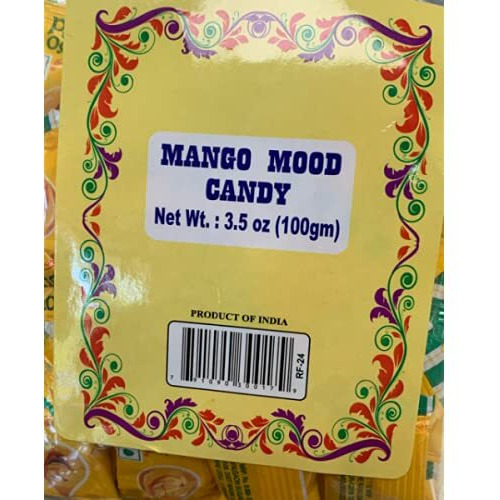 MANGO MOOD
CANDY
Net Wt. : 3.5 oz (100gm)
PRODUCT OF INDIA
RF-24